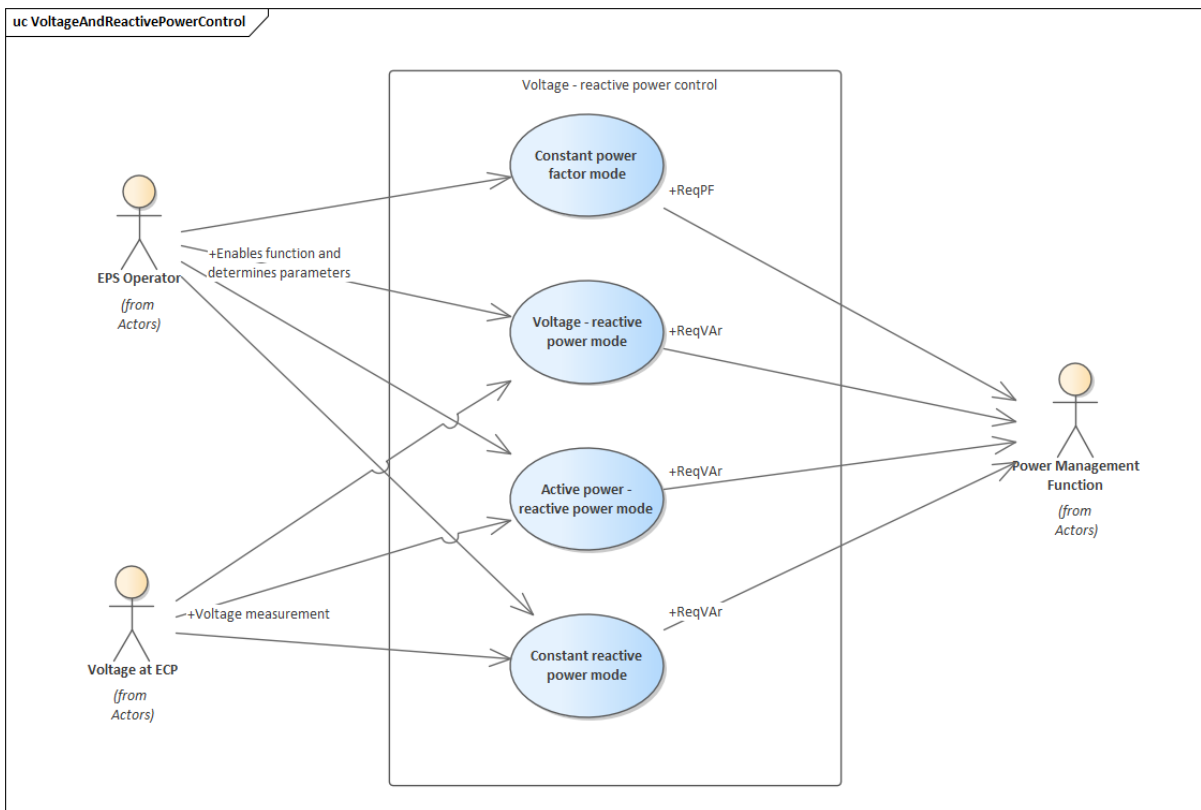 uc VoltageAndReactivePowerControl
Voltage - reactive power control
Constant power
factor mode
+ReqPF
EPS Operator
(from
Actors)
+Enables function and
determines parameters
Voltage - reactive
power mode
+ReqVAr
Power Management
Function
(from
Actors)
Active power -
reactive power mode
+ReqVAr
Voltage at ECP
(from
Actors)
+Voltage measurement
Constant reactive
power mode
+ReqVAr